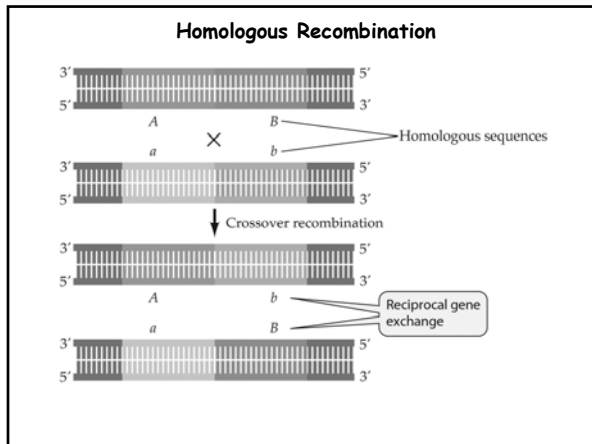 Homologous Recombination
3′ 5′
5′ 3′
A B
Homologous sequences
a b
3′ 5′
5′ 3′
Crossover recombination
3′ 5′
5′ 3′
A b
Reciprocal gene
exchange
a B
3′ 5′
5′ 3′